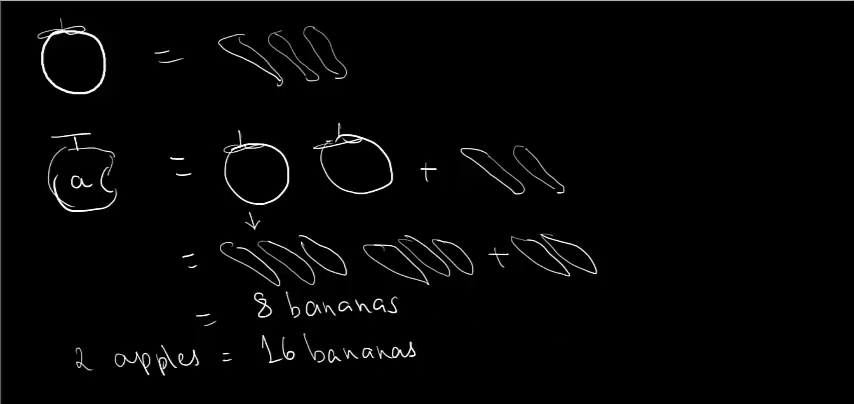 =
a = +
= +
= 8 bananas
2 apples = 16 bananas